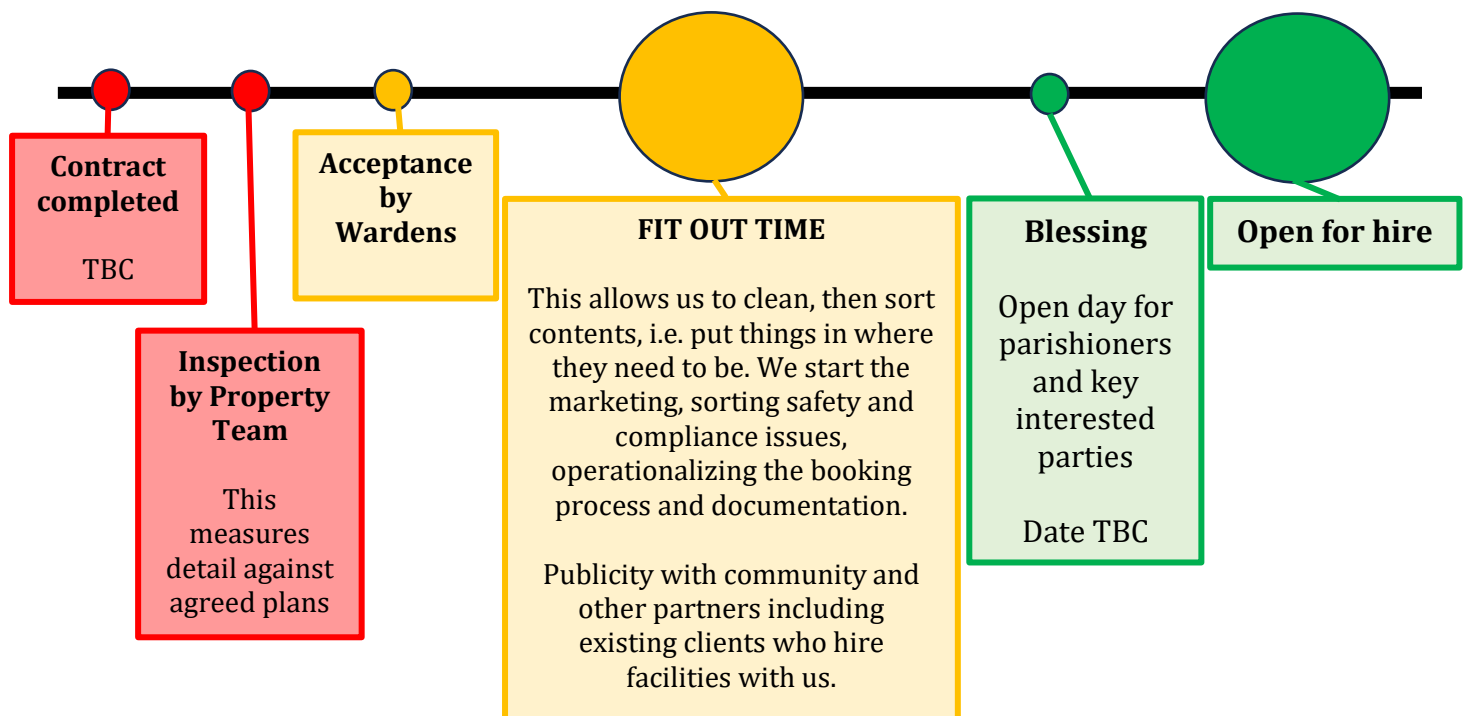 Contract
completed
TBC
Inspection
by Property
Team
This
measures
detail against
agreed plans
Acceptance
by
Wardens
FIT OUT TIME
This allows us to clean, then sort
contents, i.e. put things in where
they need to be. We start the
marketing, sorting safety and
compliance issues,
operationalizing the booking
process and documentation.
Publicity with community and
other partners including
existing clients who hire
facilities with us.
Blessing
Open day for
parishioners
and key
interested
parties
Date TBC
Open for hire